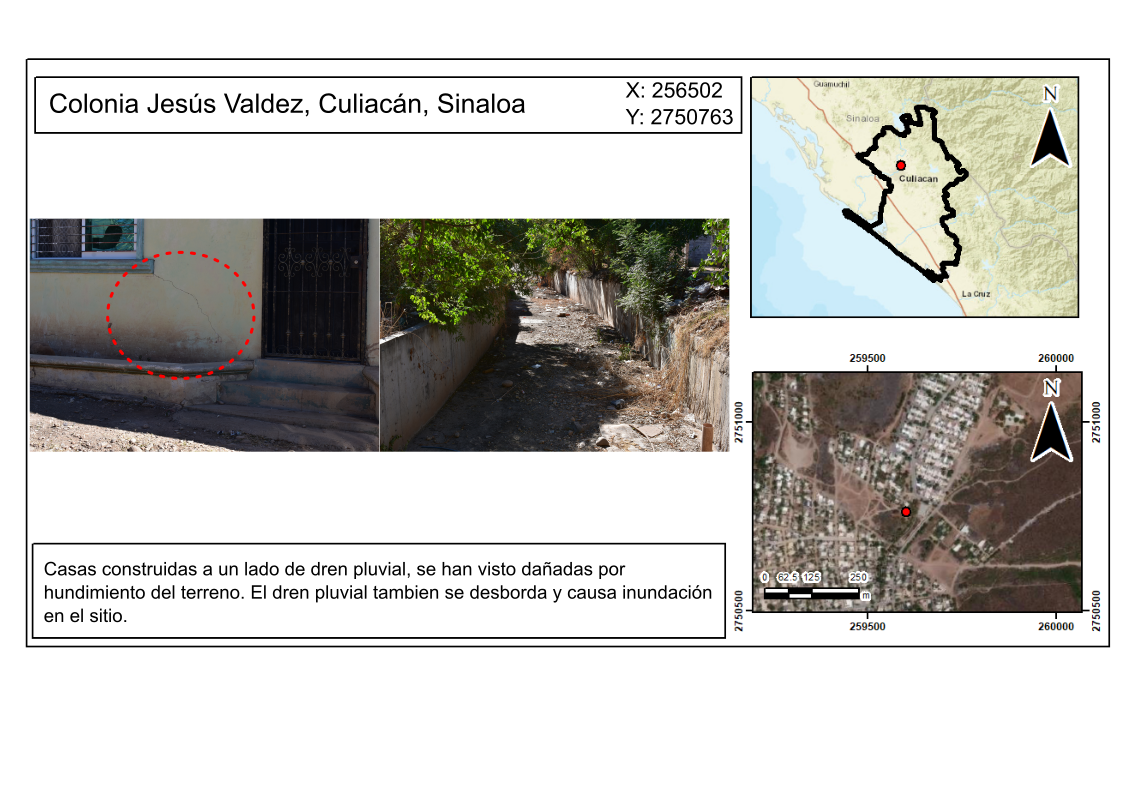 Colonia Jesús Valdez, Culiacán, Sinaloa
X: 256502
Y: 2750763
Guamuchil
Sinaloa
N
Culiacan
La Cruz
259500 260000
N
2751000 2751000
0 62.5 125 250
m
2750500 2750500
259500 260000
Casas construidas a un lado de dren pluvial, se han visto dañadas por
hundimiento del terreno. El dren pluvial tambien se desborda y causa inundación
en el sitio.